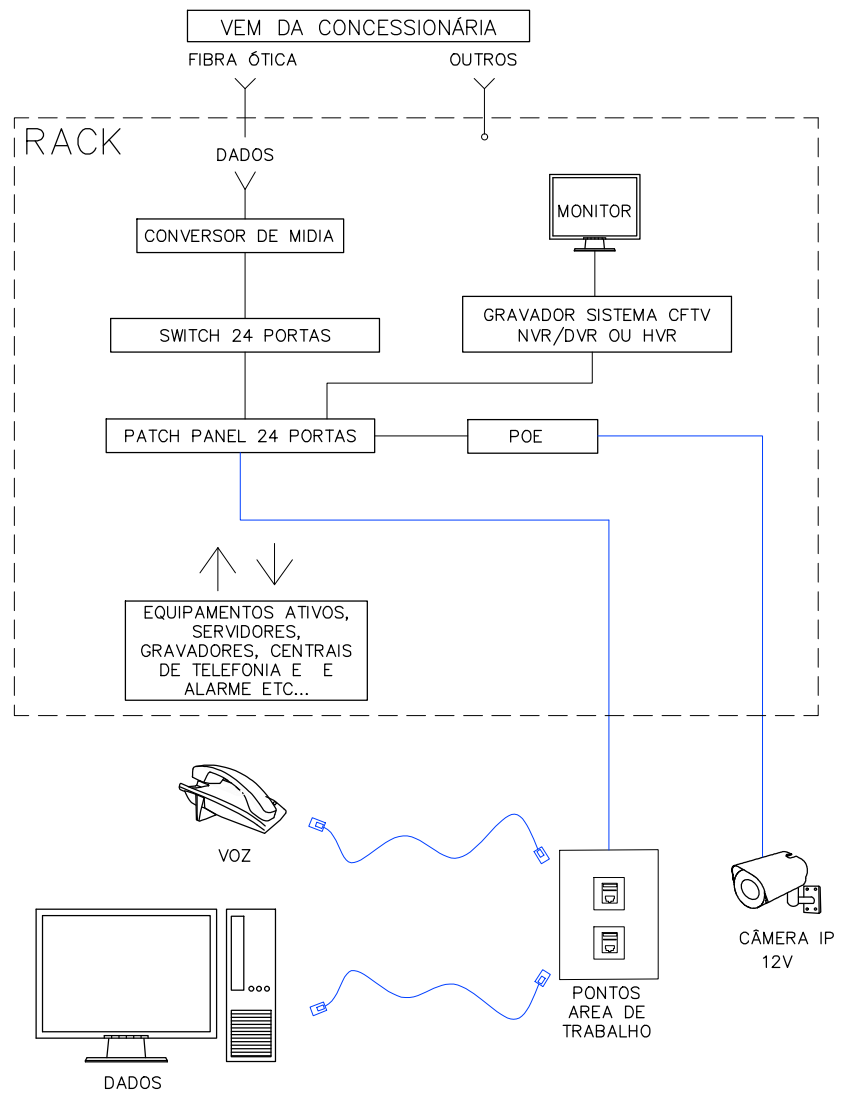 VEM DA CONCESSIONÁRIA
FIBRA ÓTICA
OUTROS
RACK
DADOS
MONITOR
CONVERSOR DE MIDIA
GRAVADOR SISTEMA CFTV
NVR/DVR OU HVR
SWITCH 24 PORTAS
PATCH PANEL 24 PORTAS
POE
EQUIPAMENTOS ATIVOS,
SERVIDORES,
GRAVADORES, CENTRAIS
DE TELEFONIA E E
ALARME ETC...
VOZ
CÂMERA IP
12V
PONTOS
AREA DE
TRABALHO
DADOS